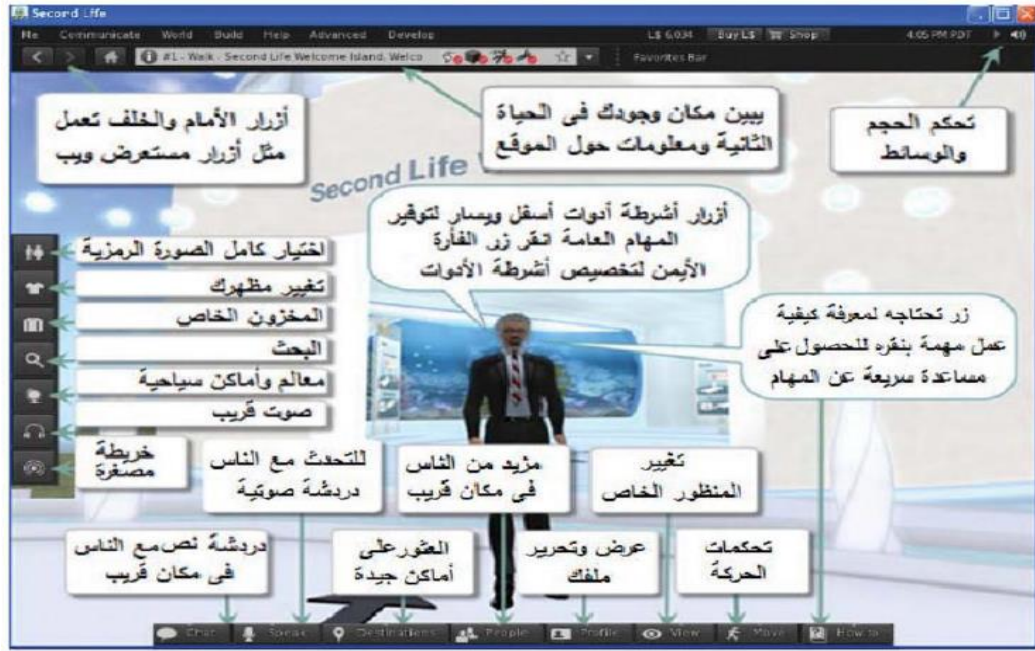 Second Life
Me Communicate World Build Help Advanced Develop L$ 6,034 Buy L$ Shop 4:05 PM PDT
#1 - Walk - Second Life Welcome Island, Welco Favorites Bar
أزرار الأمام والخلف تعمل
مثل أزرار مستعرض ويب
يبين مكان وجودك فى الحياة
الثانية ومعلومات حول الموقع
تحكم الحجم
والوسائط
Second Life
أزرار أشرطة أدوات أسفل ويسار لتوفير
المهام العامة انقر زر الفأرة
الأيمن لتخصيص أشرطة الأدوات
اختيار كامل الصورة الرمزية
تغيير مظهرك
المخزون الخاص
البحث
معالم وأماكن سياحية
صوت قريب
خريطة
مصغرة
زر تحتاجه لمعرفة كيفية
عمل مهمة بنقره للحصول على
مساعدة سريعة عن المهام
للتحدث مع الناس
دردشة صوتية
مزيد من الناس
فى مكان قريب
تغيير
المنظور الخاص
دردشة نص مع الناس
فى مكان قريب
العثور على
أماكن جيدة
عرض وتحرير
ملفك
تحكمات
الحركة
Chat Speak Destinations People Profile View Move How to